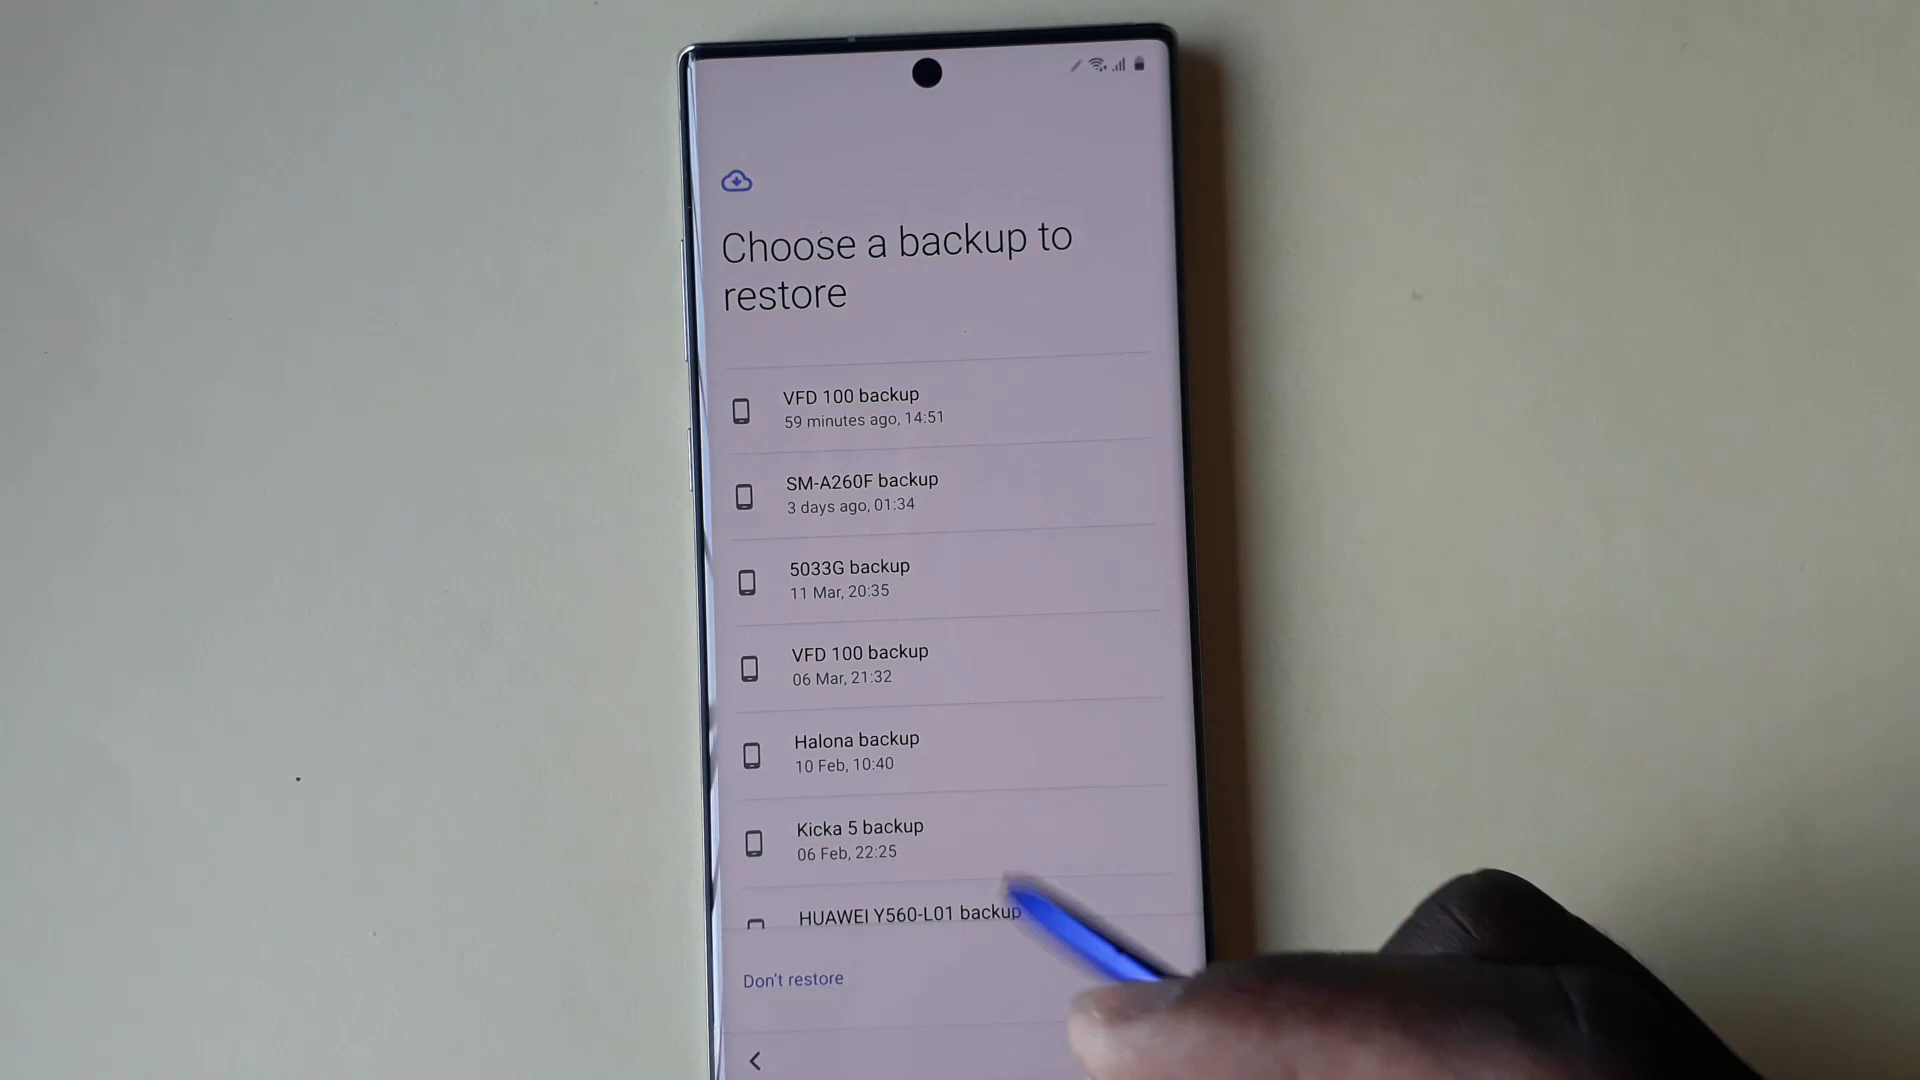 Choose a backup to
restore
VFD 100 backup
59 minutes ago, 14:51
SM-A260F backup
3 days ago, 01:34
5033G backup
11 Mar, 20:35
VFD 100 backup
06 Mar, 21:32
Halona backup
10 Feb, 10:40
Kicka 5 backup
06 Feb, 22:25
HUAWEI Y560-L01 backup
Don't restore